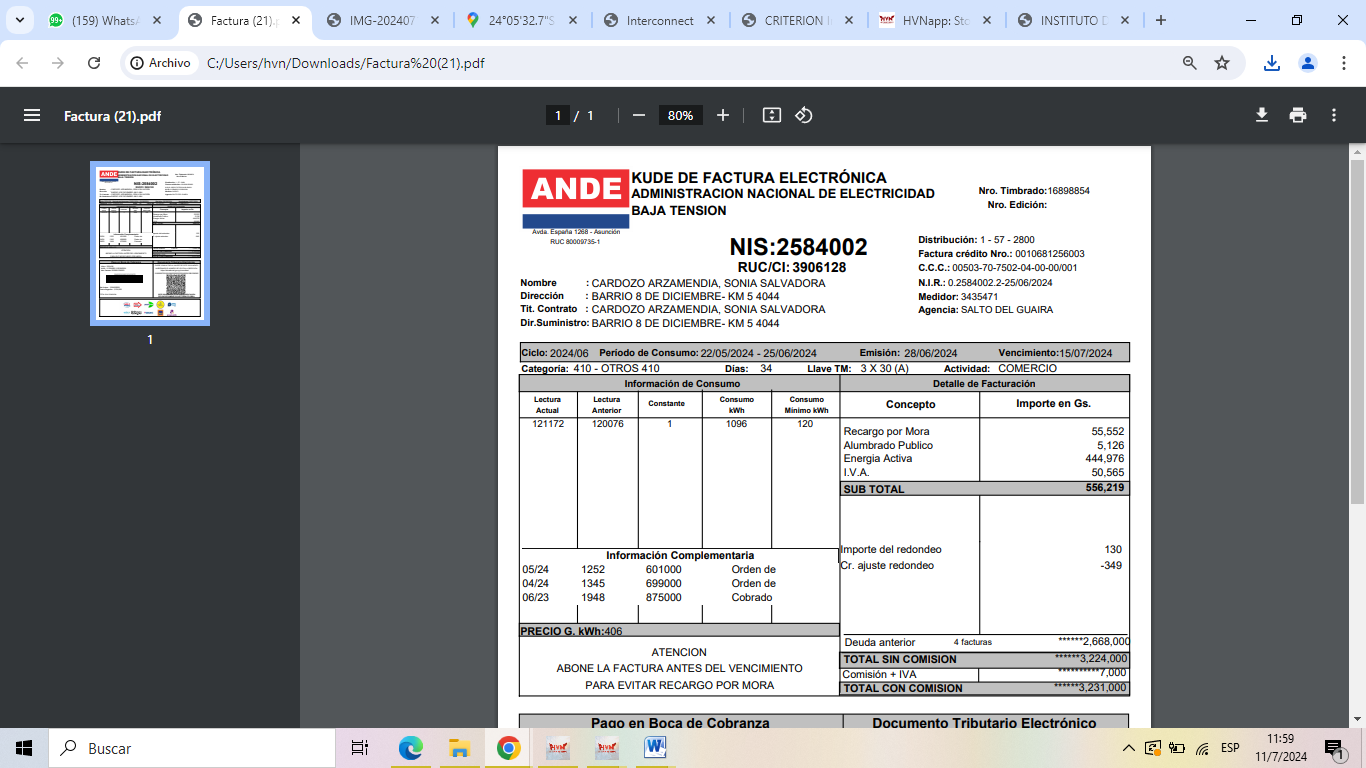 (159) Whats
Factura (21).p
IMG-202407
24°05'32.7"S
Interconnect
CRITERION I
HVNapp: Sto
INSTITUTO D
Archivo C:/Users/hvn/Downloads/Factura%20(21).pdf
Factura (21).pdf
1 / 1
80%
1
ANDE
KUDE DE FACTURA ELECTRÓNICA
ADMINISTRACION NACIONAL DE ELECTRICIDAD
BAJA TENSION
Avda. España 1268 - Asunción
RUC 80009735-1
Nro. Timbrado:16898854
Nro. Edición:
NIS:2584002
RUC/CI: 3906128
Distribución: 1 - 57 - 2800
Factura crédito Nro.: 0010681256003
C.C.C.: 00503-70-7502-04-00-00/001
N.I.R.: 0.2584002.2-25/06/2024
Medidor: 3435471
Agencia: SALTO DEL GUAIRA
Nombre : CARDOZO ARZAMENDIA, SONIA SALVADORA
Dirección : BARRIO 8 DE DICIEMBRE- KM 5 4044
Tit. Contrato : CARDOZO ARZAMENDIA, SONIA SALVADORA
Dir.Suministro: BARRIO 8 DE DICIEMBRE- KM 5 4044
Ciclo: 2024/06 Período de Consumo: 22/05/2024 - 25/06/2024 Emisión: 28/06/2024 Vencimiento:15/07/2024
Categoría: 410 - OTROS 410 Días: 34 Llave TM: 3 X 30 (A) Actividad: COMERCIO
Información de Consumo
Lectura Actual Lectura Anterior Constante Consumo kWh Consumo Mínimo kWh
121172 120076 1 1096 120
Detalle de Facturación
Concepto Importe en Gs.
Recargo por Mora 55,552
Alumbrado Publico 5,126
Energia Activa 444,976
I.V.A. 50,565
SUB TOTAL 556,219
Importe del redondeo 130
Cr. ajuste redondeo -349
Información Complementaria
05/24 1252 601000 Orden de
04/24 1345 699000 Orden de
06/23 1948 875000 Cobrado
PRECIO G. kWh:406
ATENCION
ABONE LA FACTURA ANTES DEL VENCIMIENTO
PARA EVITAR RECARGO POR MORA
Deuda anterior 4 facturas ******2,668,000
TOTAL SIN COMISION ******3,224,000
Comisión + IVA **********7,000
TOTAL CON COMISION ******3,231,000
Pago en Boca de Cobranza Documento Tributario Electrónico
Buscar
ESP
11:59
11/7/2024
1